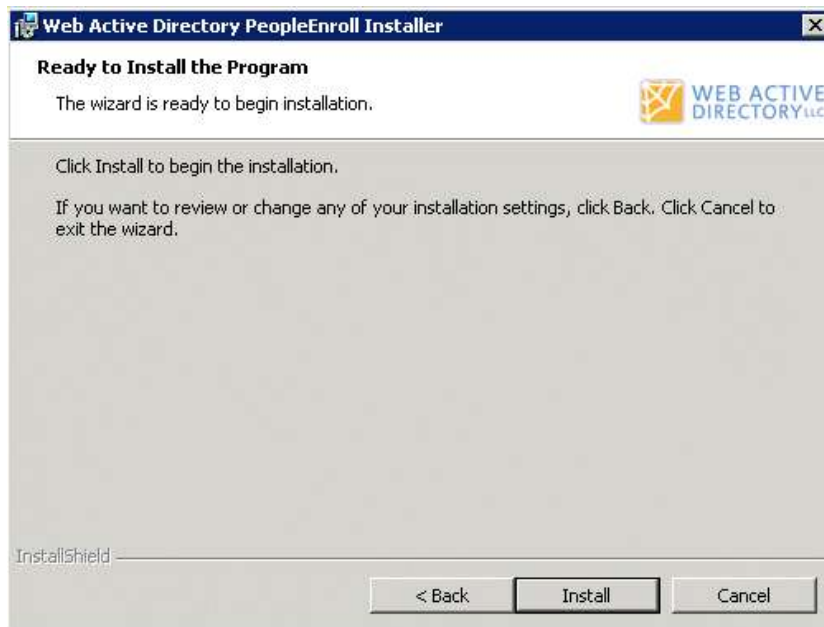 Web Active Directory PeopleEnroll Installer
Ready to Install the Program
The wizard is ready to begin installation.
WEB ACTIVE
DIRECTORY LLC
Click Install to begin the installation.
If you want to review or change any of your installation settings, click Back. Click Cancel to
exit the wizard.
InstallShield
< Back
Install
Cancel